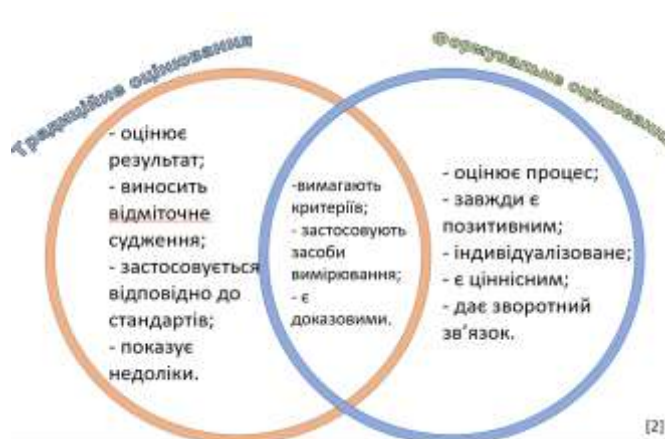 Традиційне оцінювання
Формувальне оцінювання
- оцінює
результат;
- виносить
відміточне
судження;
- застосовується
відповідно до
стандартів;
- показує
недоліки.
-вимагають
критеріїв;
- застосовують
засоби
вимірювання;
- є
доказовими.
- оцінює процес;
- завжди є
позитивним;
- індивідуалізоване;
- є ціннісним;
- дає зворотний
зв’язок.
[2]